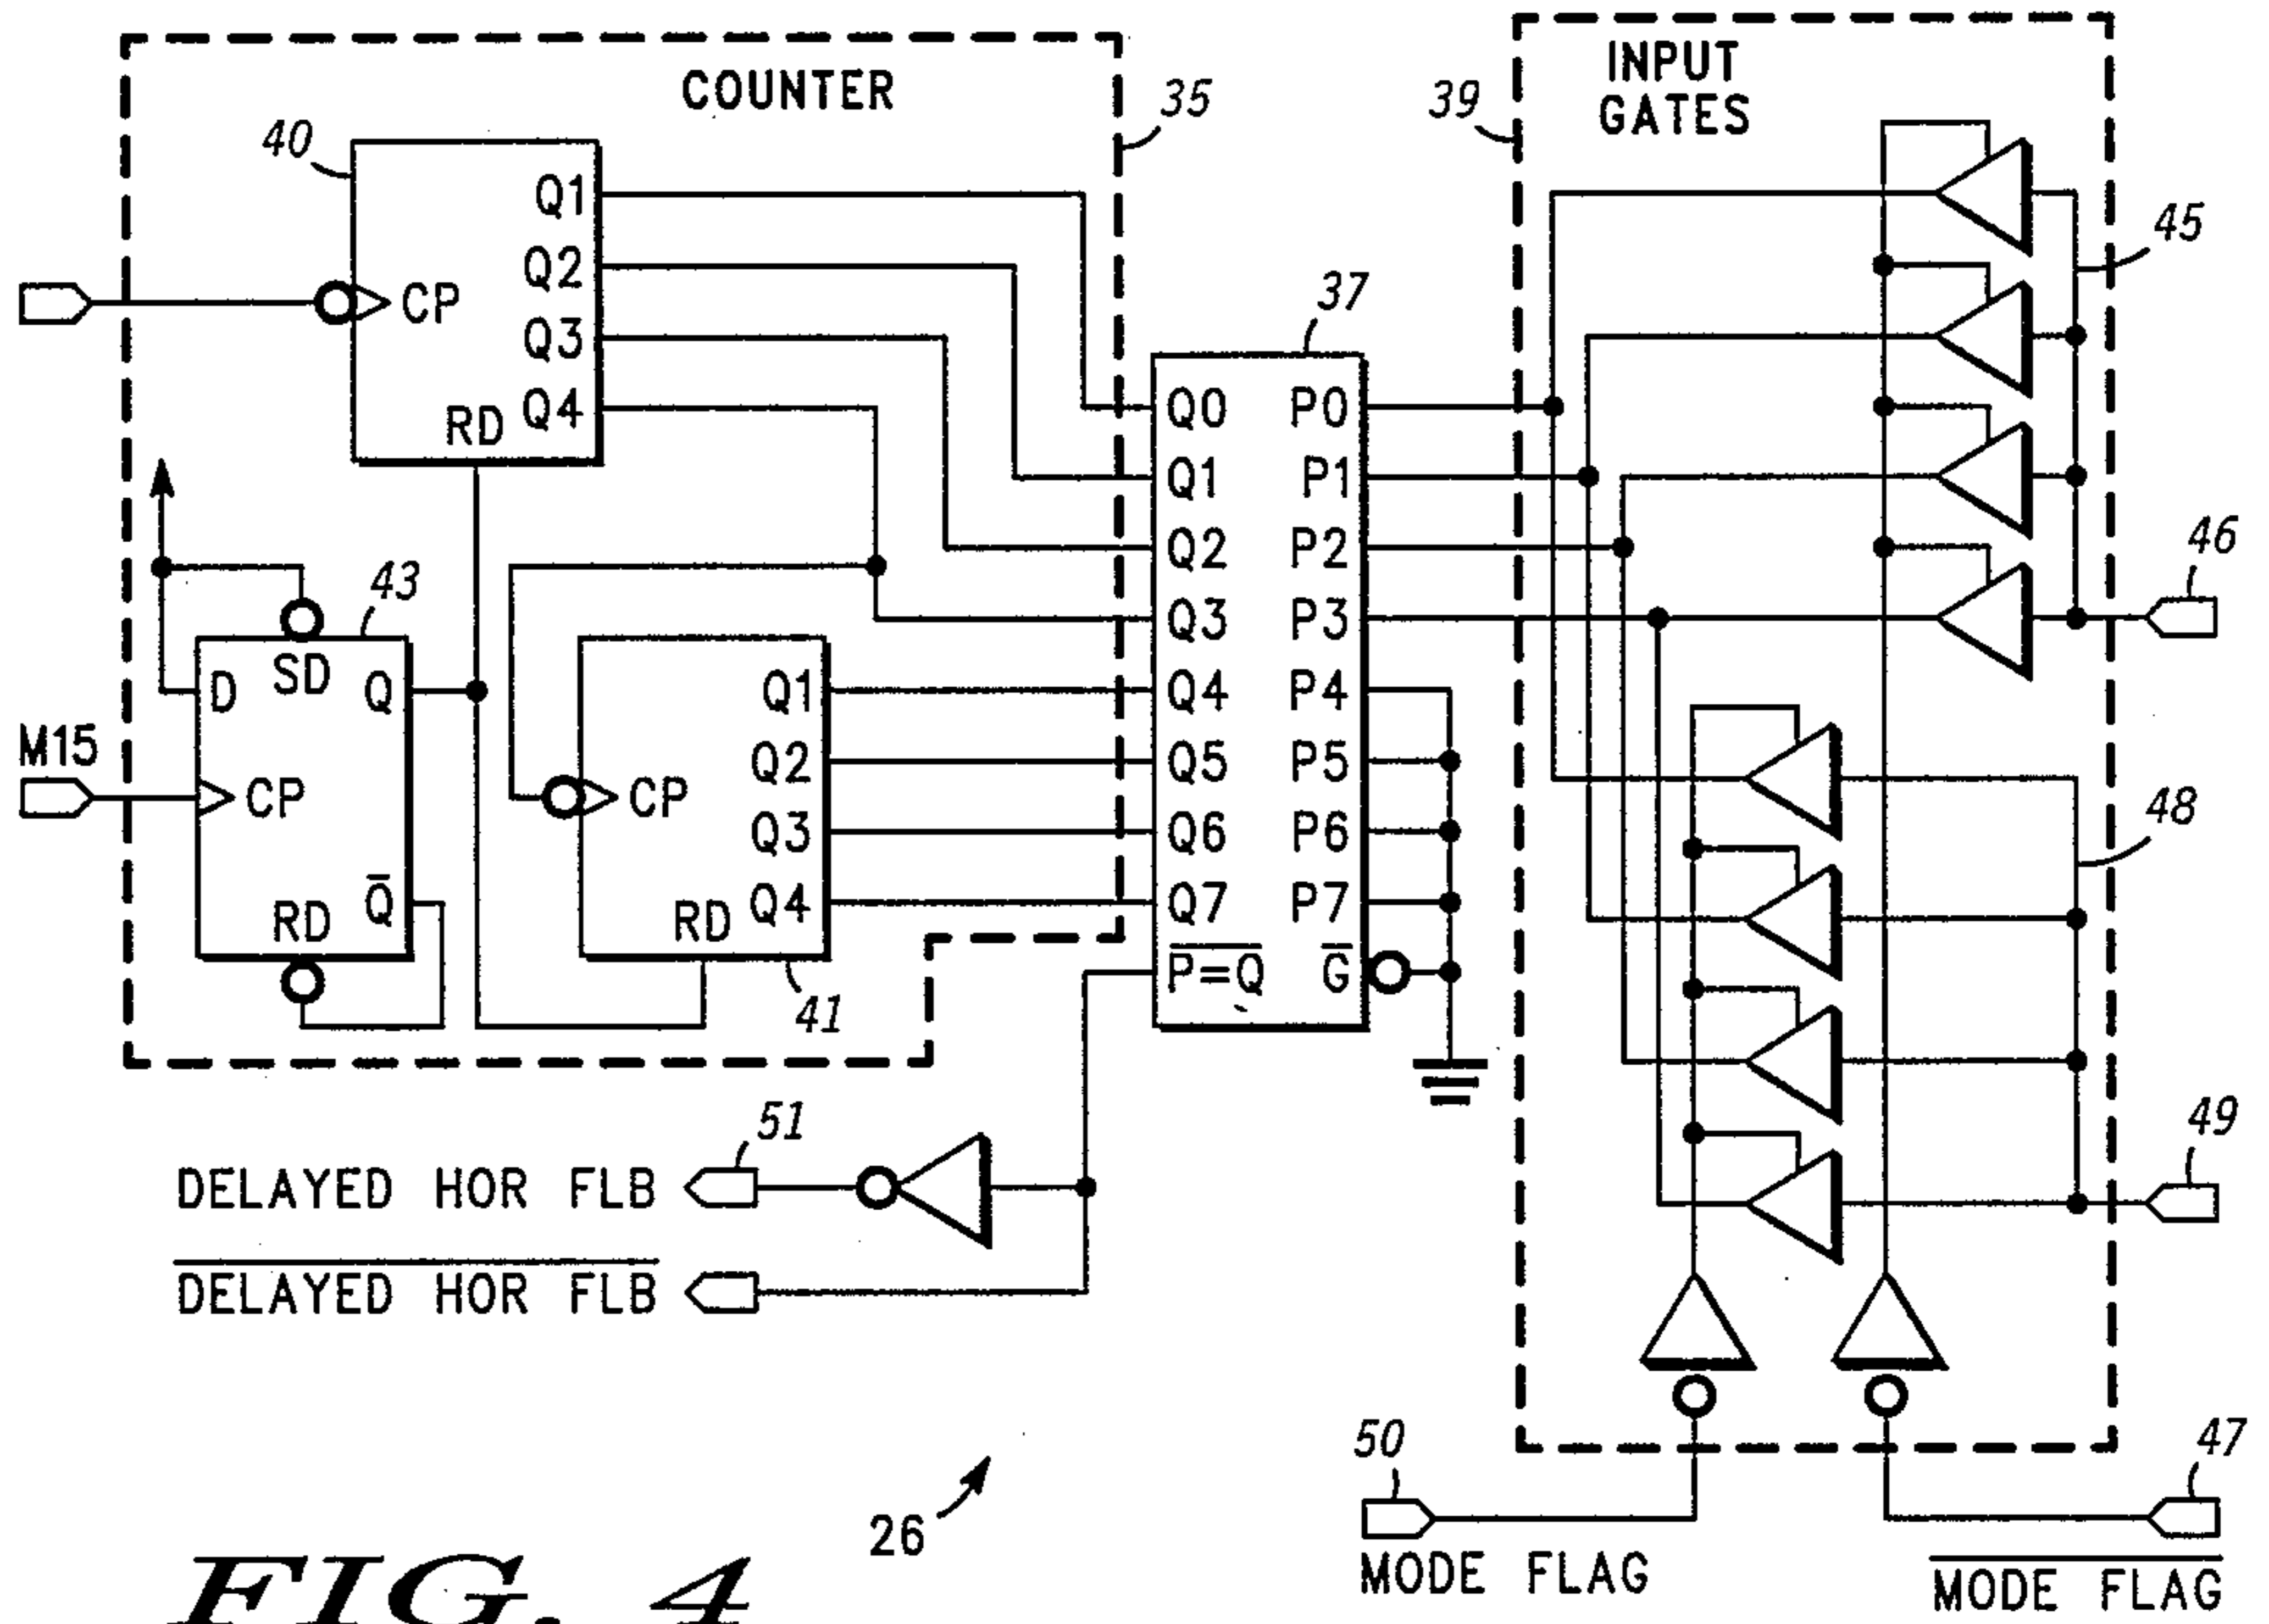 COUNTER
35
40
Q1
Q2
CP
Q3
Q4
RD
43
SD
D
Q
M15
CP
Q̅
RD
Q1
Q2
CP
Q3
Q4
RD
41
37
Q0 P0
Q1 P1
Q2 P2
Q3 P3
Q4 P4
Q5 P5
Q6 P6
Q7 P7
P=Q G̅
INPUT
GATES
39
45
46
48
49
51
DELAYED HOR FLB
DELAYED HOR FLB
50
47
MODE FLAG
MODE FLAG
26
FIG. 4